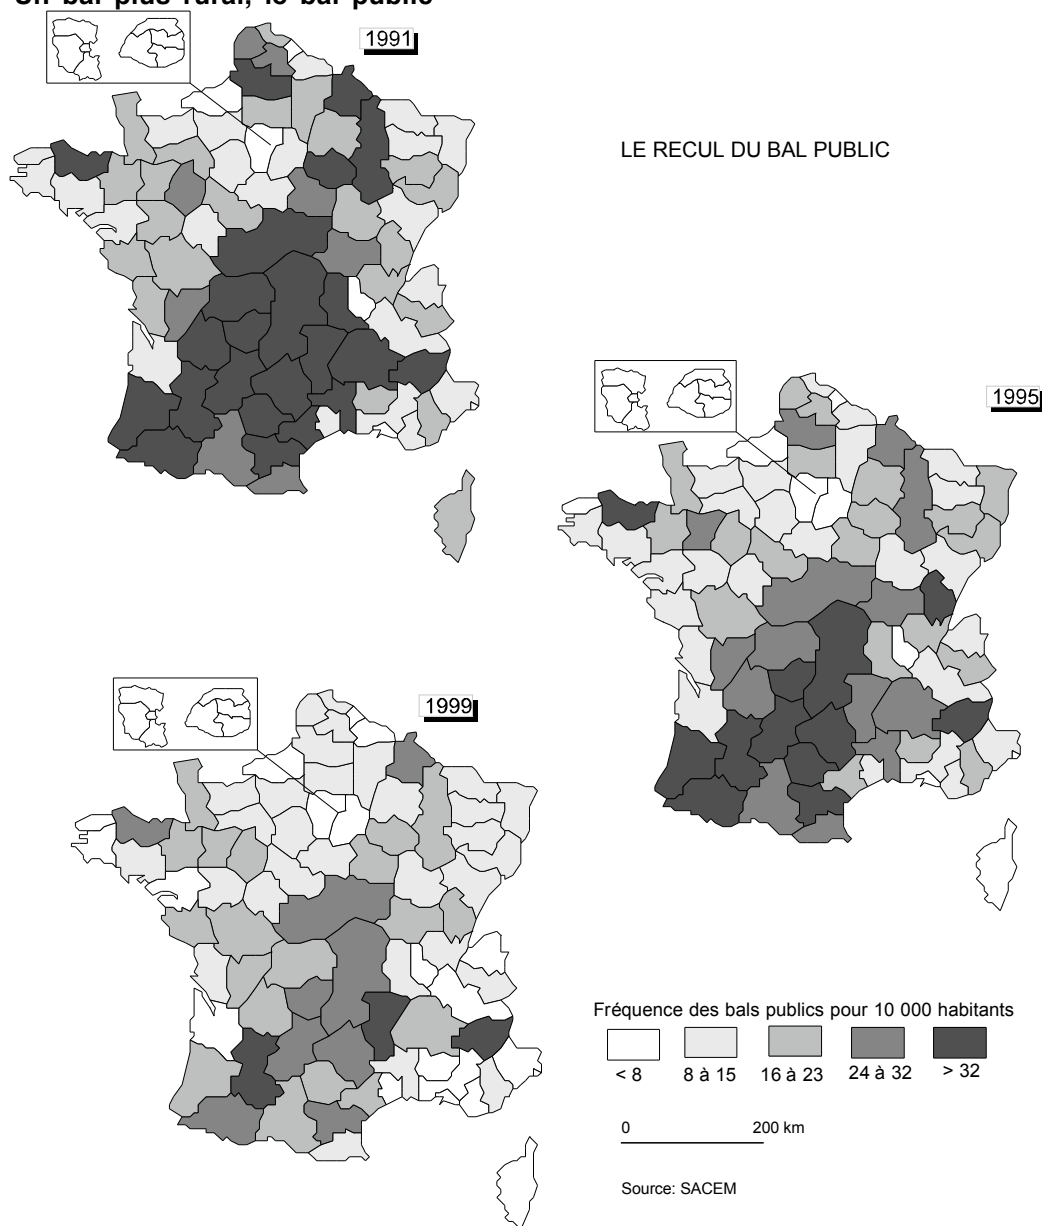 Un bal plus rural, le bal public
1991
LE RECUL DU BAL PUBLIC
1995
1999
Fréquence des bals publics pour 10 000 habitants
< 8 8 à 15 16 à 23 24 à 32 > 32
0 200 km
Source: SACEM